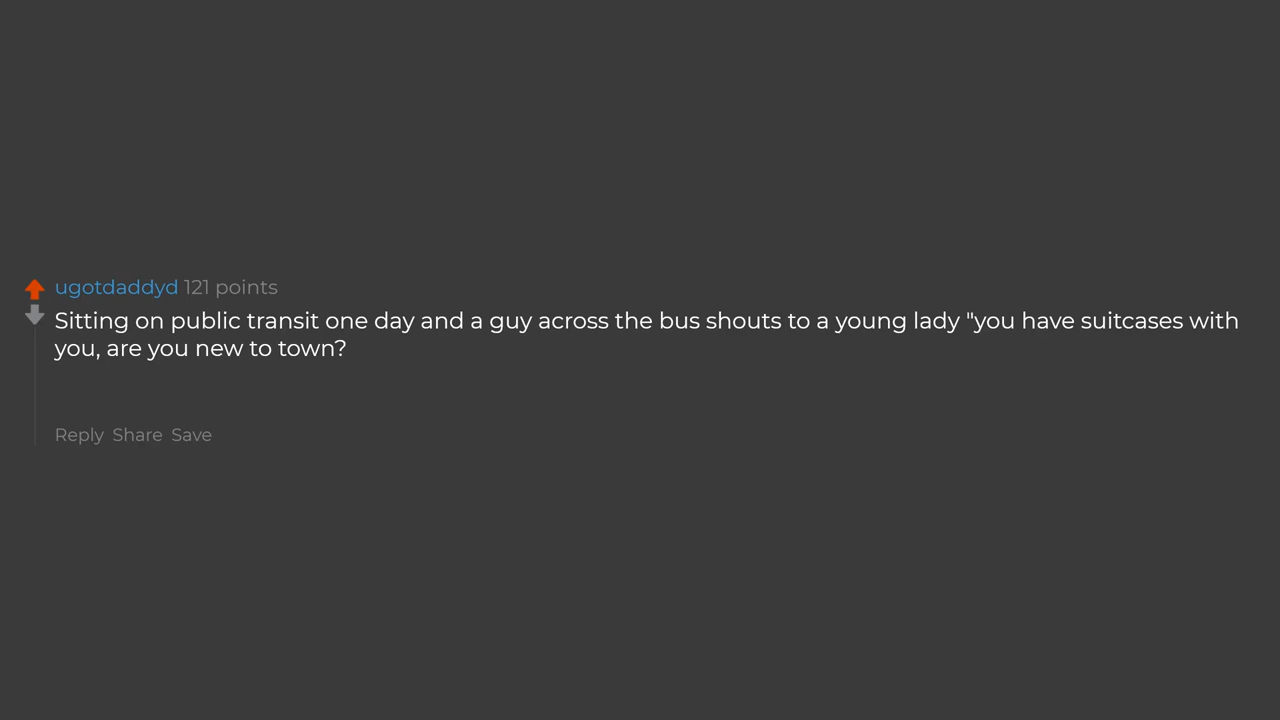 ugotdaddyd 121 points
Sitting on public transit one day and a guy across the bus shouts to a young lady "you have suitcases with
you, are you new to town?
Reply Share Save